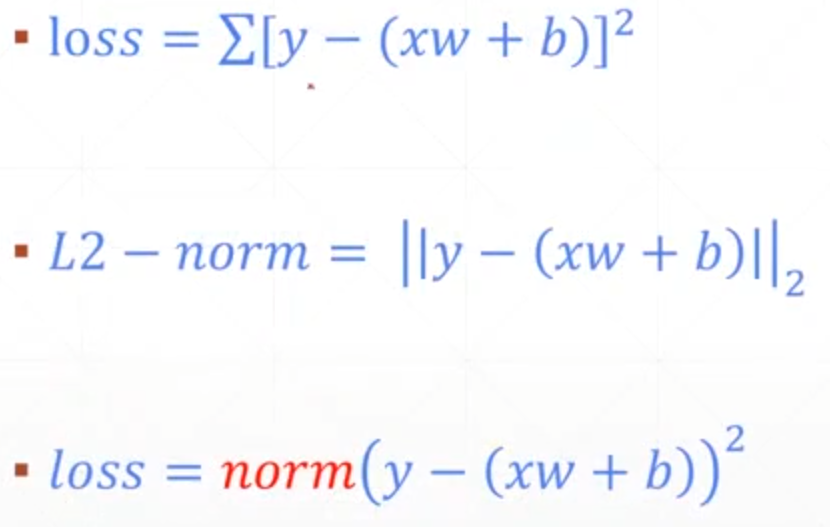 ▪ loss = ∑[y − (xw + b)]²
▪ L2 − norm = ||y − (xw + b)||₂
▪ loss = norm(y − (xw + b))²